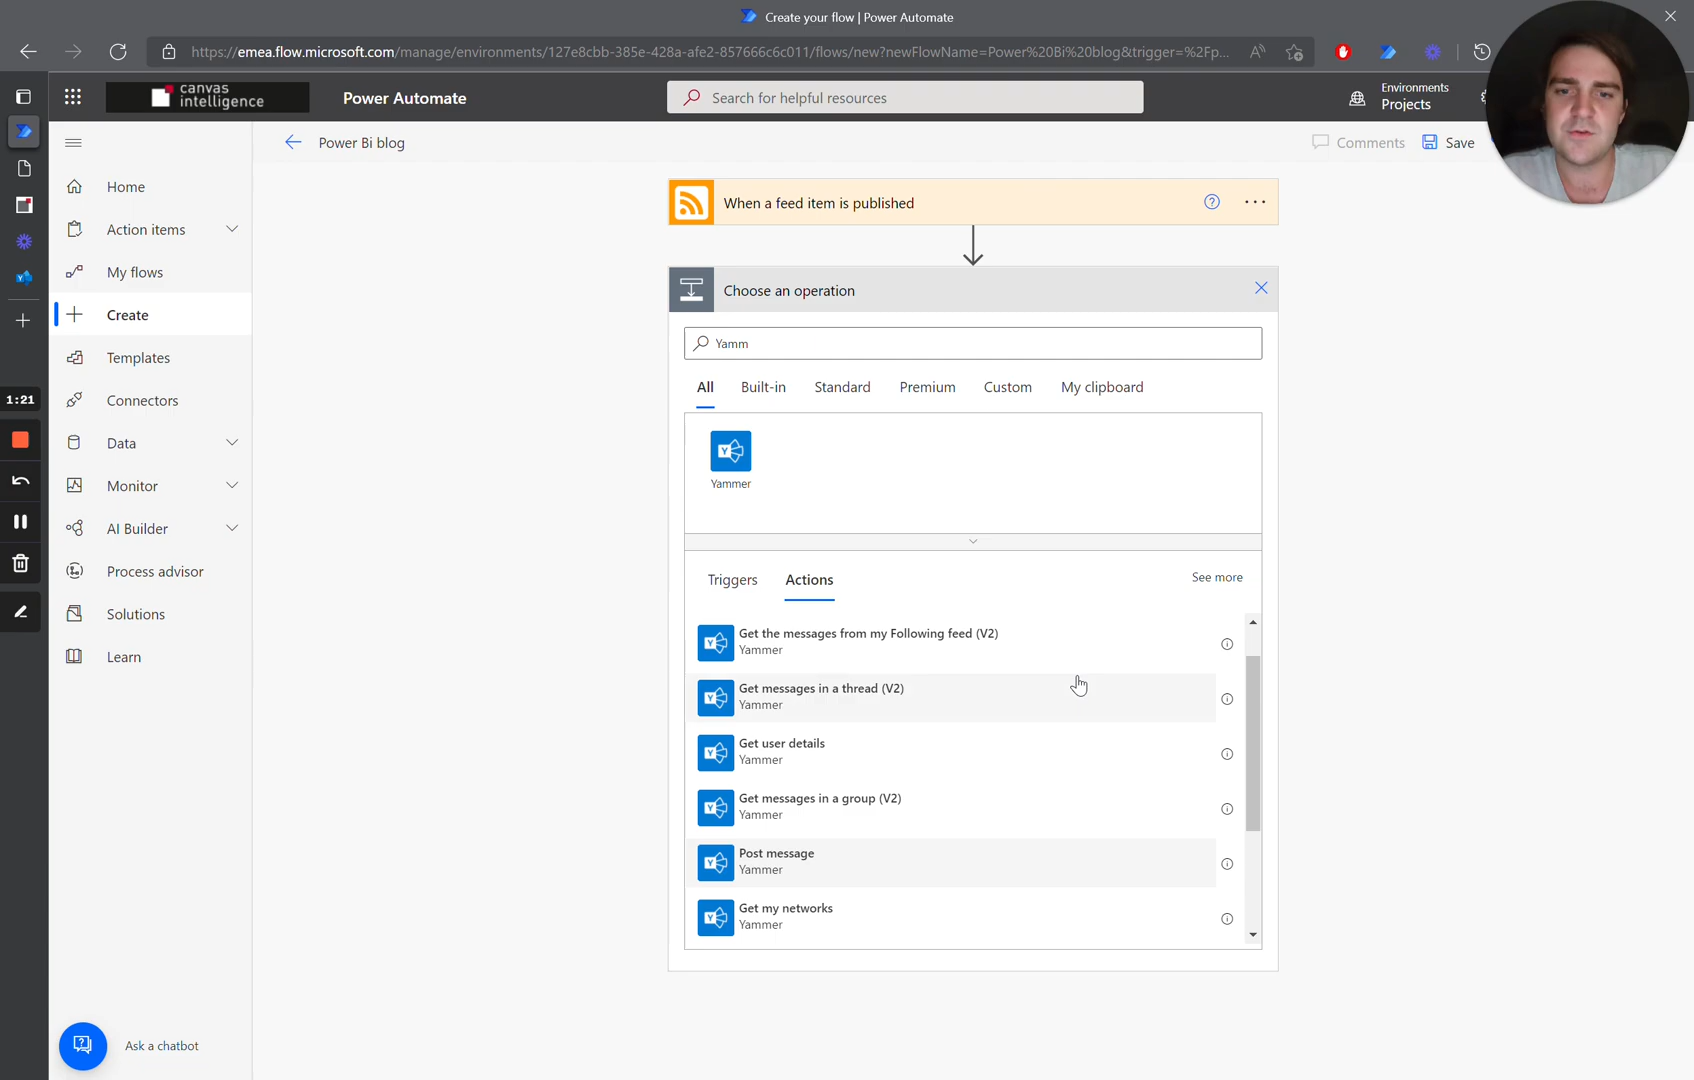 Create your flow | Power Automate
https://emea.flow.microsoft.com/manage/environments/127e8cbb-385e-428a-afe2-857666c6c011/flows/new?newFlowName=Power%20Bi%20blog&trigger=%2Fp...
canvas
intelligence
Power Automate
Search for helpful resources
Environments
Projects
Power Bi blog
Comments
Save
Home
Action items
My flows
Create
Templates
Connectors
Data
Monitor
AI Builder
Process advisor
Solutions
Learn
Ask a chatbot
1:21
When a feed item is published
Choose an operation
Yamm
All
Built-in
Standard
Premium
Custom
My clipboard
Yammer
Triggers
Actions
See more
Get the messages from my Following feed (V2)
Yammer
Get messages in a thread (V2)
Yammer
Get user details
Yammer
Get messages in a group (V2)
Yammer
Post message
Yammer
Get my networks
Yammer